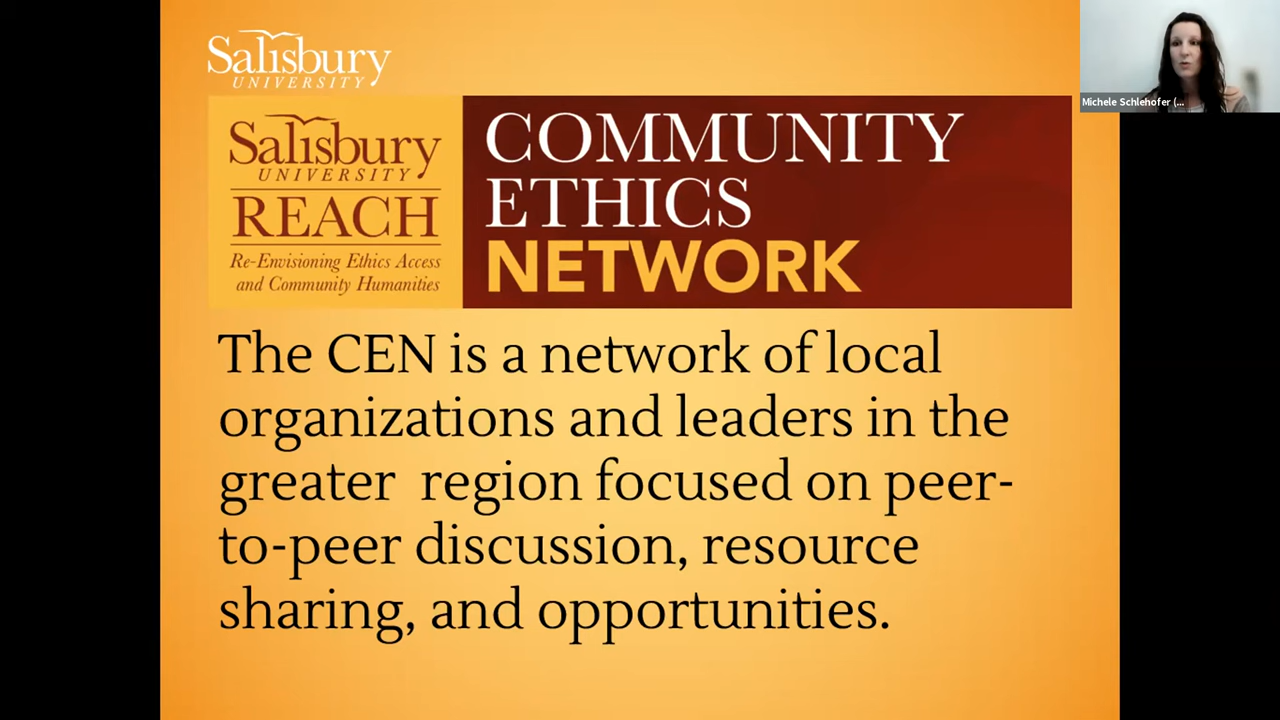 Salisbury
UNIVERSITY
Salisbury
UNIVERSITY
REACH
Re-Envisioning Ethics Access
and Community Humanities
COMMUNITY
ETHICS
NETWORK
The CEN is a network of local
organizations and leaders in the
greater  region focused on peer-
to-peer discussion, resource
sharing, and opportunities.
Michele Schlehofer (...